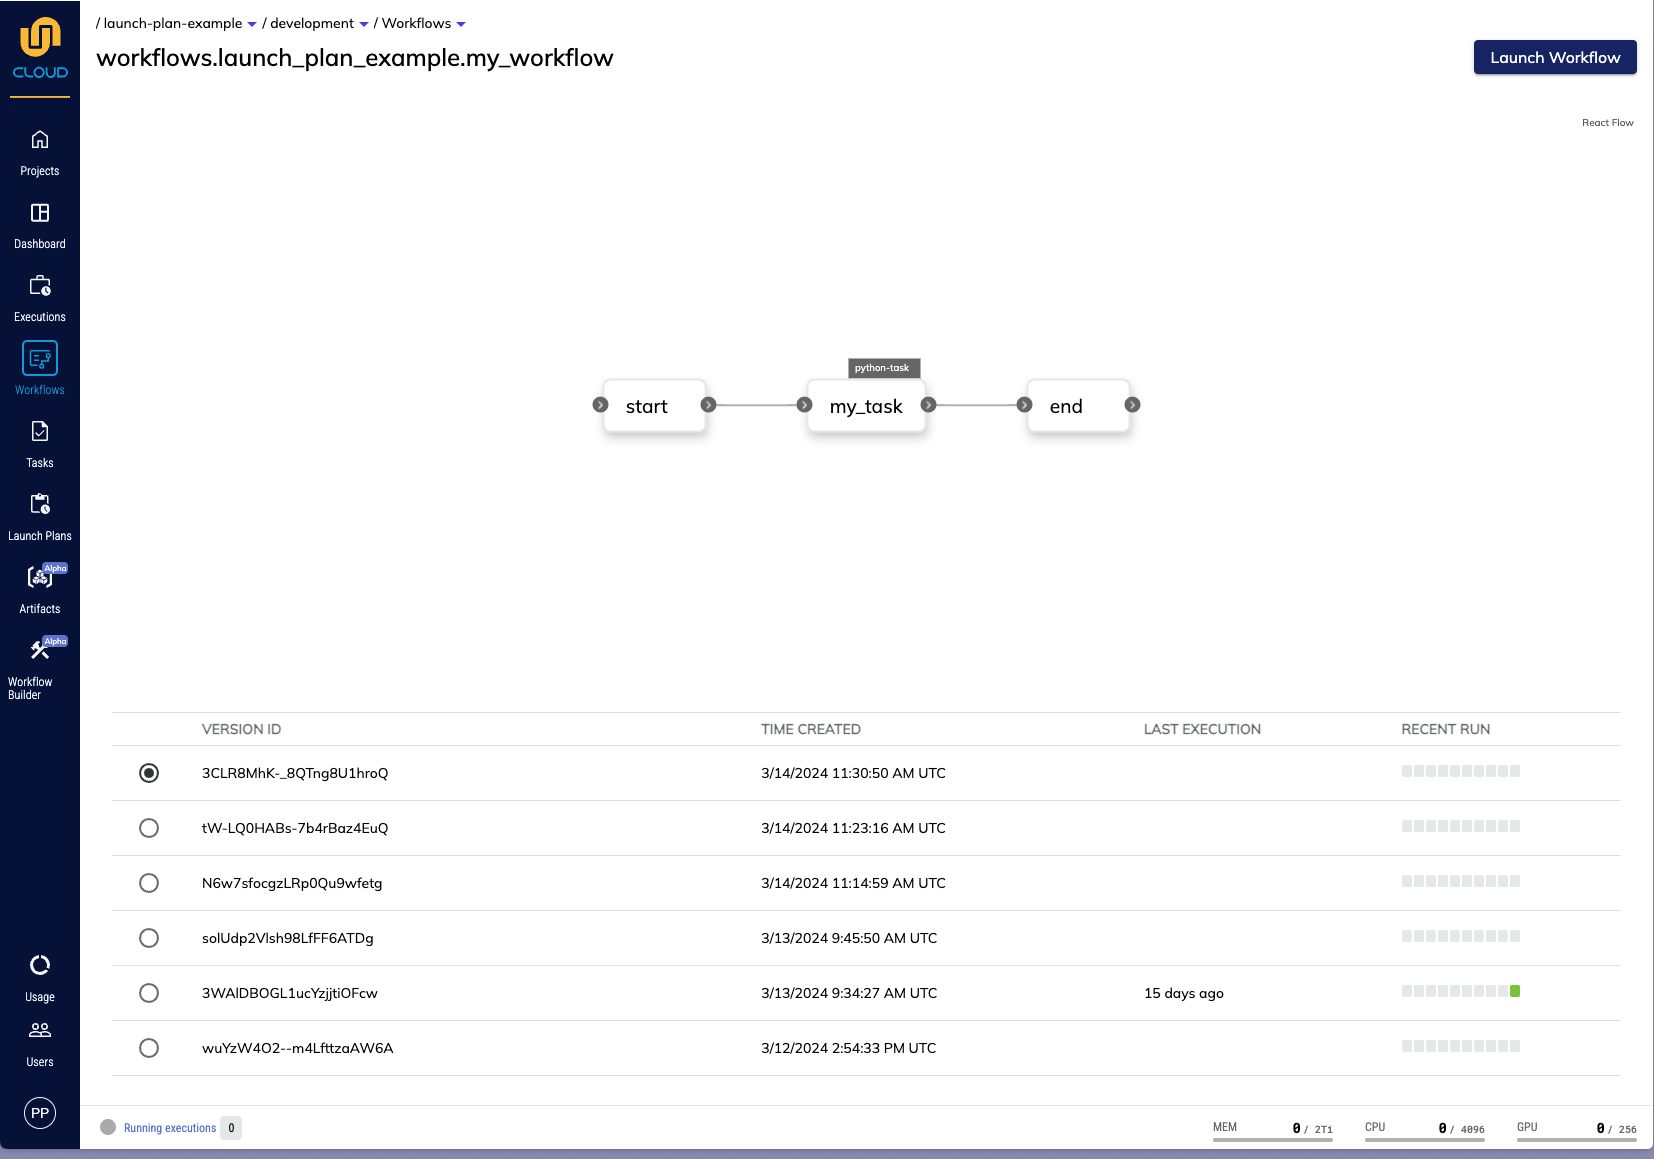 / launch-plan-example / development / Workflows
workflows.launch_plan_example.my_workflow
Launch Workflow
CLOUD
Projects
Dashboard
Executions
Workflows
Tasks
Launch Plans
Alpha
Artifacts
Alpha
Workflow
Builder
Usage
Users
PP
React Flow
python-task
start
my_task
end
VERSION ID TIME CREATED LAST EXECUTION RECENT RUN
3CLR8MhK-_8QTng8U1hroQ 3/14/2024 11:30:50 AM UTC
tW-LQ0HABs-7b4rBaz4EuQ 3/14/2024 11:23:16 AM UTC
N6w7sfocgzLRp0Qu9wfetg 3/14/2024 11:14:59 AM UTC
solUdp2Vlsh98LfFF6ATDg 3/13/2024 9:45:50 AM UTC
3WAIDBOGL1ucYzjjtiOFcw 3/13/2024 9:34:27 AM UTC 15 days ago
wuYzW4O2--m4LfttzaAW6A 3/12/2024 2:54:33 PM UTC
Running executions 0
MEM 0 / 2Ti
CPU 0 / 4096
GPU 0 / 256